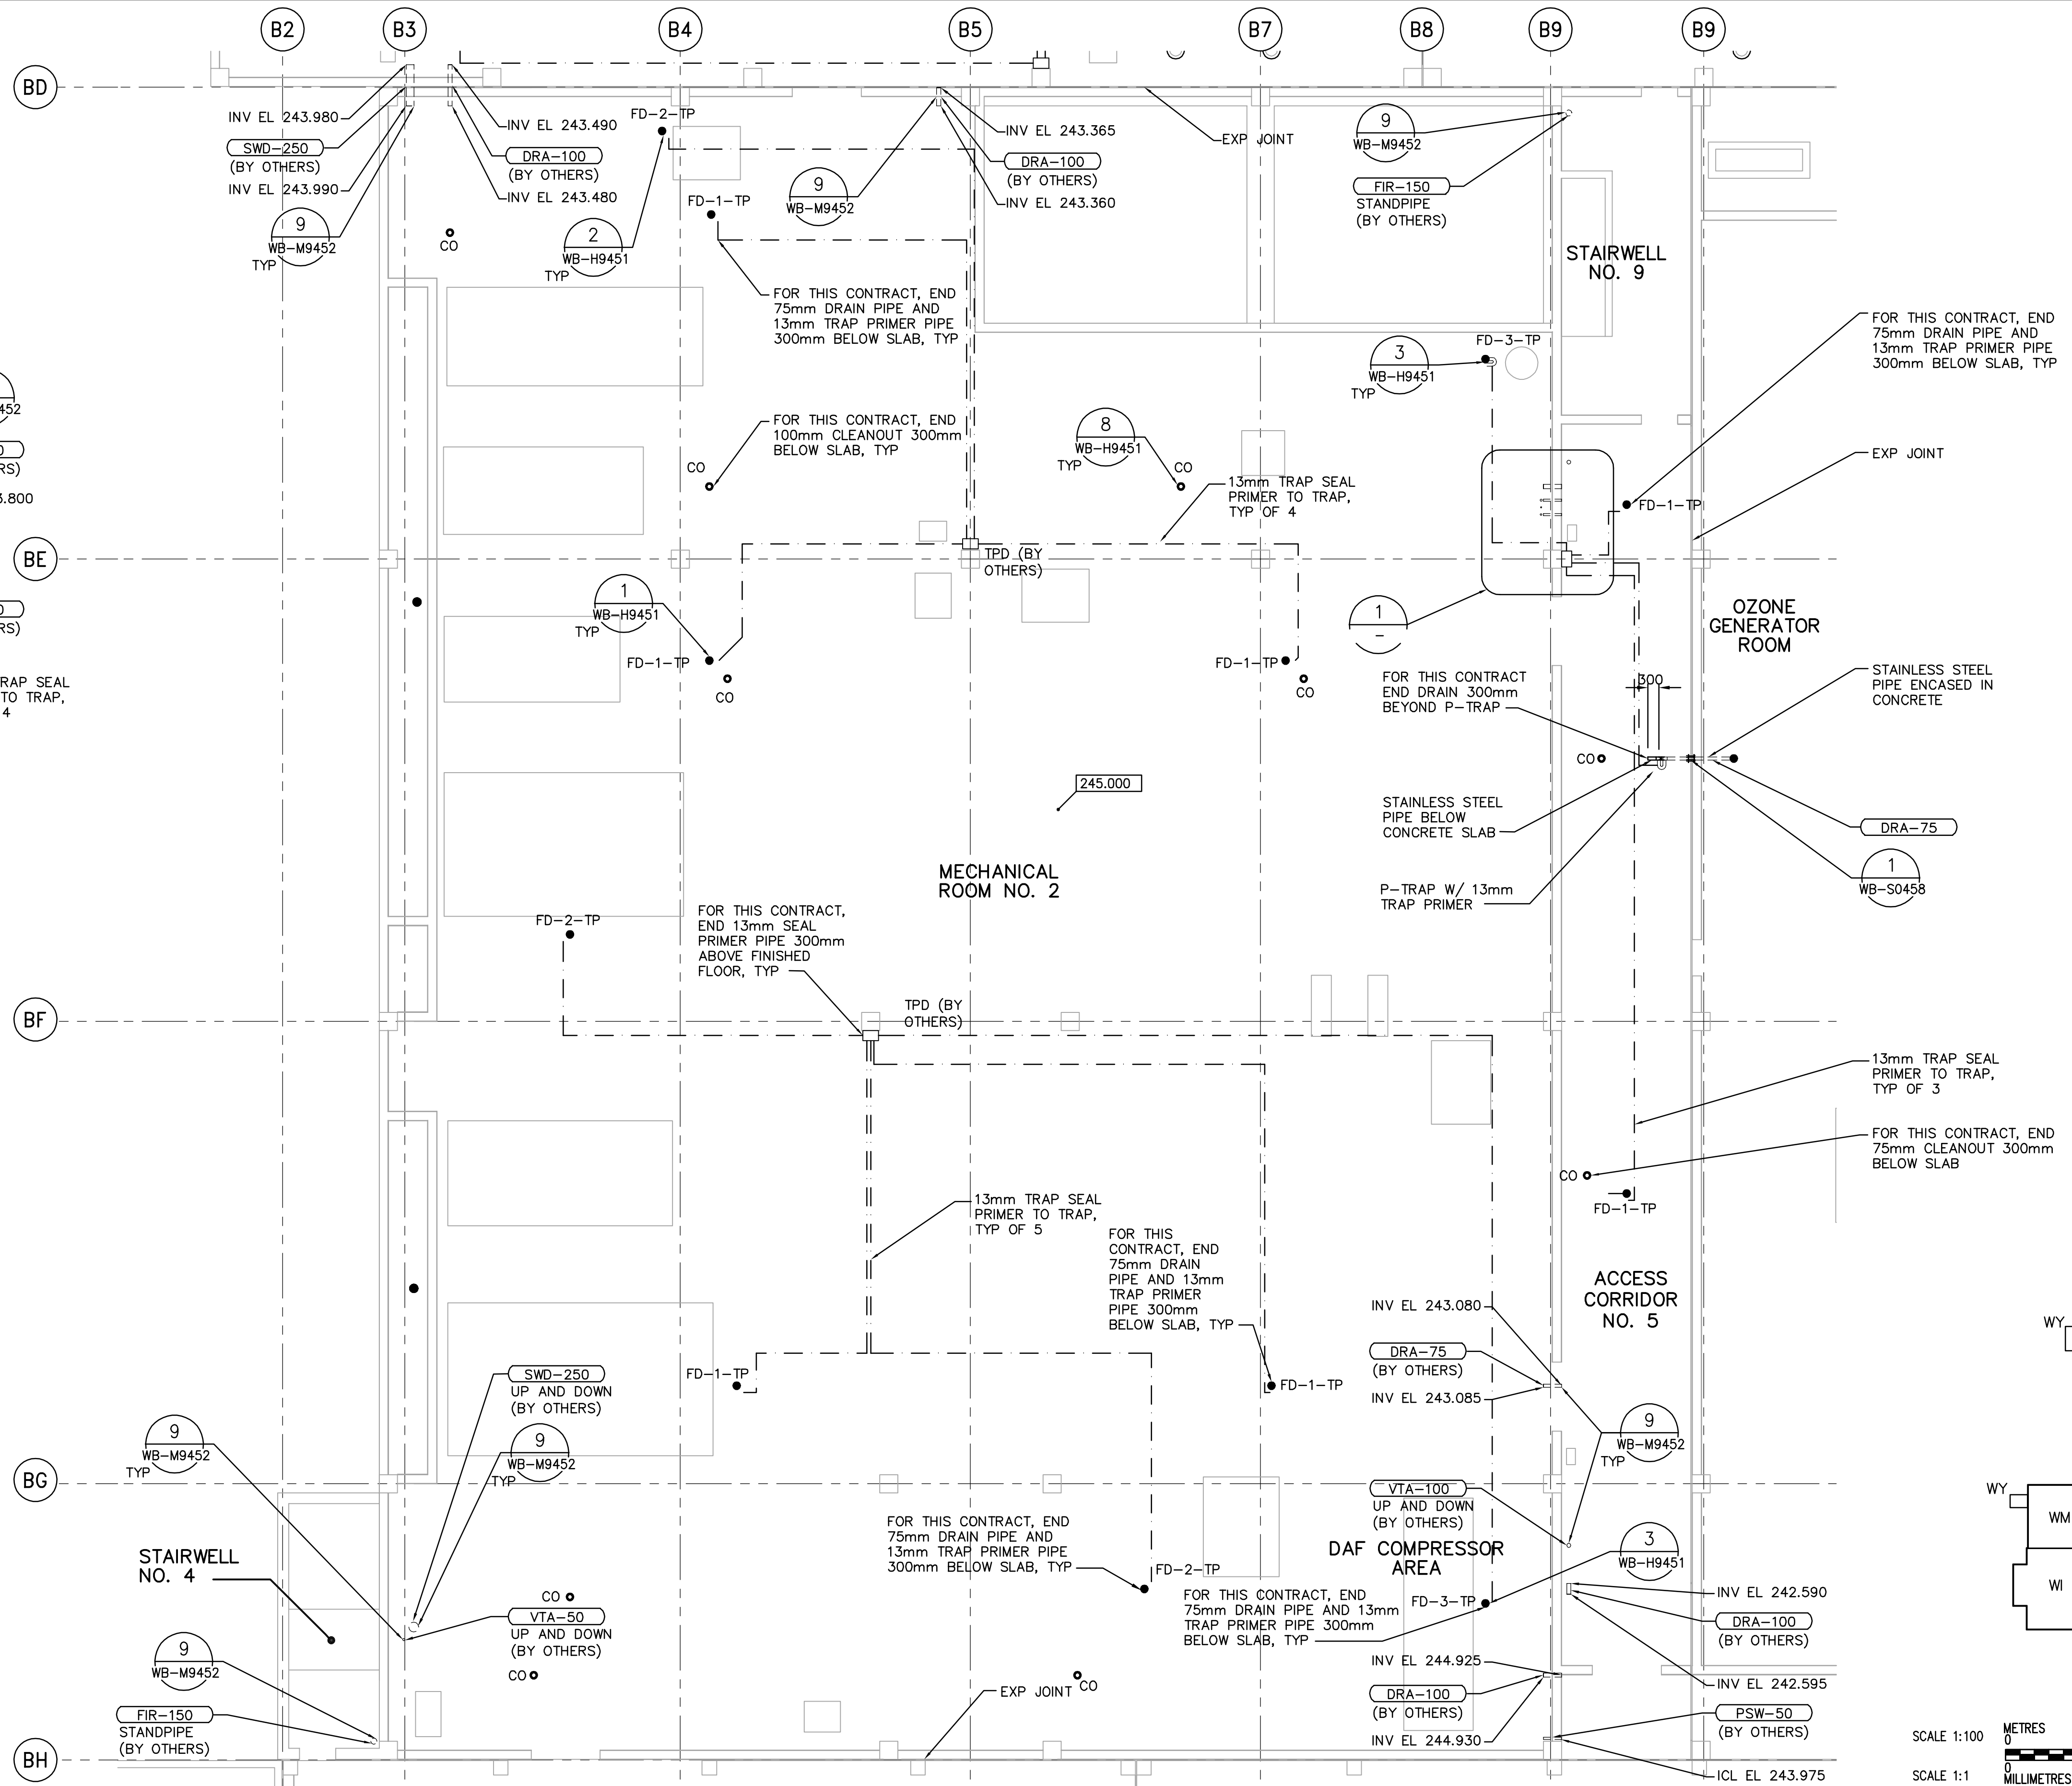 B2
B3
B4
B5
B7
B8
B9
B9
BD
INV EL 243.980
SWD-250
(BY OTHERS)
INV EL 243.990
9
WB-M9452
TYP
INV EL 243.490
DRA-100
(BY OTHERS)
INV EL 243.480
CO
FD-2-TP
2
WB-H9451
TYP
FD-1-TP
9
WB-M9452
INV EL 243.365
DRA-100
(BY OTHERS)
INV EL 243.360
EXP JOINT
9
WB-M9452
FIR-150
STANDPIPE
(BY OTHERS)
STAIRWELL
NO. 9
FOR THIS CONTRACT, END
75mm DRAIN PIPE AND
13mm TRAP PRIMER PIPE
300mm BELOW SLAB, TYP
FOR THIS CONTRACT, END
75mm DRAIN PIPE AND
13mm TRAP PRIMER PIPE
300mm BELOW SLAB, TYP
3
WB-H9451
TYP
FD-3-TP
452
RS)
3.800
RS)
RAP SEAL
TO TRAP,
4
FOR THIS CONTRACT, END
100mm CLEANOUT 300mm
BELOW SLAB, TYP
CO
8
WB-H9451
TYP
CO
13mm TRAP SEAL
PRIMER TO TRAP,
TYP OF 4
EXP JOINT
FD-1-TP
BE
TPD (BY
OTHERS)
1
WB-H9451
TYP
FD-1-TP
CO
FD-1-TP
CO
1
-
OZONE
GENERATOR
ROOM
FOR THIS CONTRACT
END DRAIN 300mm
BEYOND P-TRAP
300
STAINLESS STEEL
PIPE ENCASED IN
CONCRETE
CO
245.000
STAINLESS STEEL
PIPE BELOW
CONCRETE SLAB
DRA-75
1
WB-S0458
P-TRAP W/ 13mm
TRAP PRIMER
MECHANICAL
ROOM NO. 2
FOR THIS CONTRACT,
END 13mm SEAL
PRIMER PIPE 300mm
ABOVE FINISHED
FLOOR, TYP
FD-2-TP
BF
TPD (BY
OTHERS)
13mm TRAP SEAL
PRIMER TO TRAP,
TYP OF 3
FOR THIS CONTRACT, END
75mm CLEANOUT 300mm
BELOW SLAB
CO
FD-1-TP
13mm TRAP SEAL
PRIMER TO TRAP,
TYP OF 5
FOR THIS
CONTRACT, END
75mm DRAIN
PIPE AND 13mm
TRAP PRIMER
PIPE 300mm
BELOW SLAB, TYP
ACCESS
CORRIDOR
NO. 5
INV EL 243.080
DRA-75
(BY OTHERS)
INV EL 243.085
WY
SWD-250
UP AND DOWN
(BY OTHERS)
FD-1-TP
FD-1-TP
9
WB-M9452
TYP
9
WB-M9452
TYP
9
WB-M9452
TYP
BG
VTA-100
UP AND DOWN
(BY OTHERS)
WY
WM
WI
FOR THIS CONTRACT, END
75mm DRAIN PIPE AND
13mm TRAP PRIMER PIPE
300mm BELOW SLAB, TYP
FD-2-TP
DAF COMPRESSOR
AREA
3
WB-H9451
STAIRWELL
NO. 4
CO
VTA-50
UP AND DOWN
(BY OTHERS)
FOR THIS CONTRACT, END
75mm DRAIN PIPE AND 13mm
TRAP PRIMER PIPE 300mm
BELOW SLAB, TYP
FD-3-TP
INV EL 242.590
DRA-100
(BY OTHERS)
INV EL 242.595
9
WB-M9452
FIR-150
STANDPIPE
(BY OTHERS)
CO
EXP JOINT
CO
INV EL 244.925
DRA-100
(BY OTHERS)
INV EL 244.930
PSW-50
(BY OTHERS)
ICL EL 243.975
BH
SCALE 1:100
METRES
0
SCALE 1:1
0
MILLIMETRES